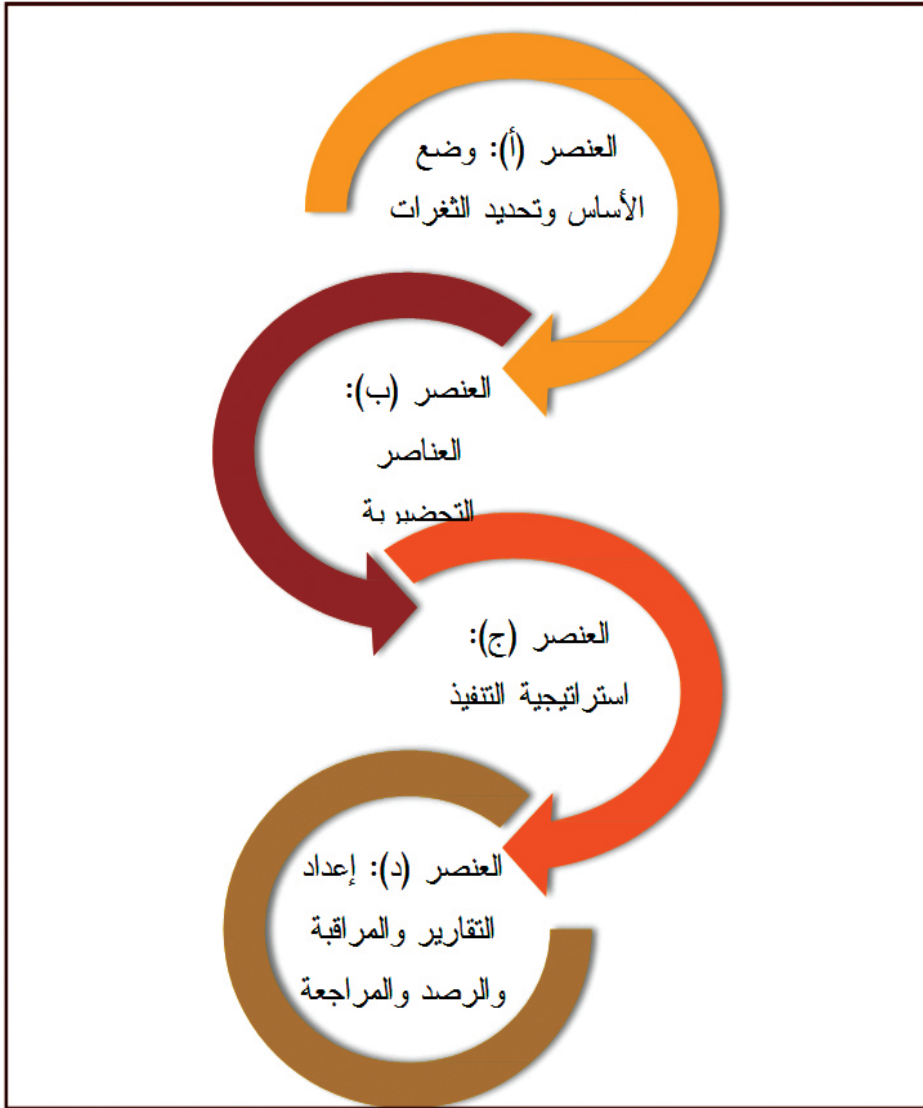 العنصر (أ): وضع
الأساس وتحديد الثغرات
العنصر (ب):
العناصر
التحضيرية
العنصر (ج):
استراتيجية التنفيذ
العنصر (د): إعداد
التقارير والمراقبة
والرصد والمراجعة